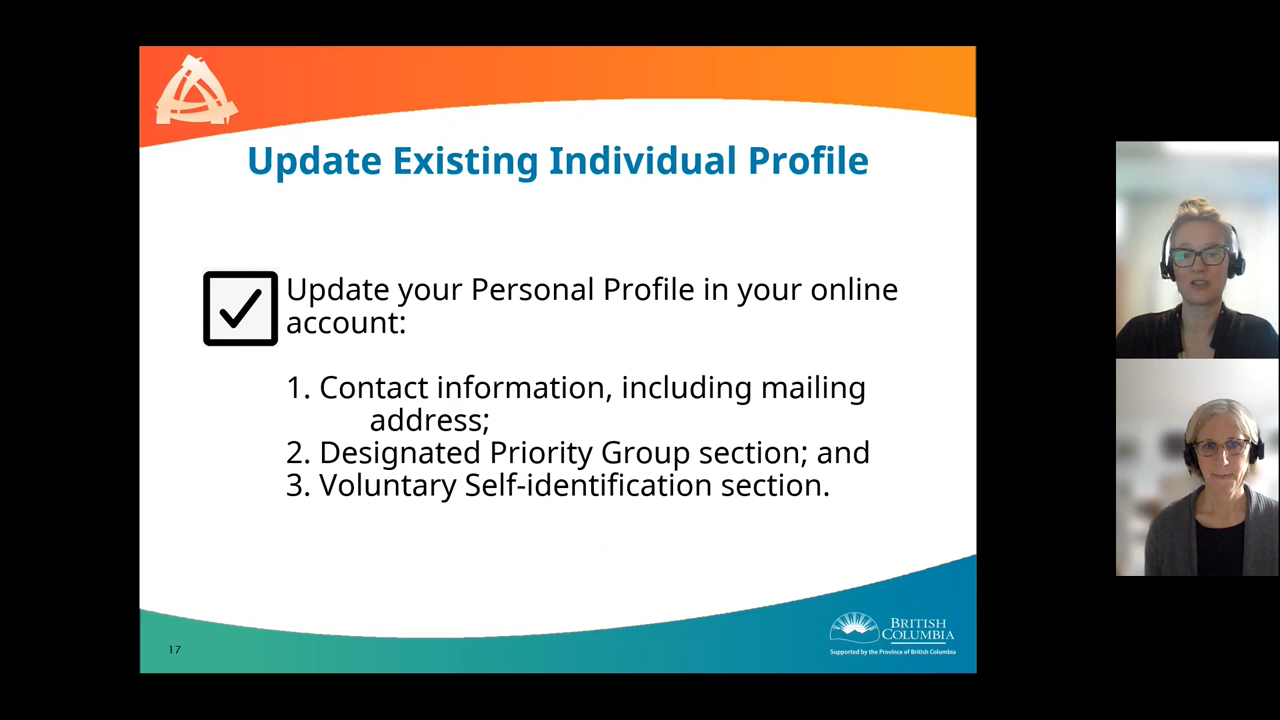 Update Existing Individual Profile
Update your Personal Profile in your online
account:
1. Contact information, including mailing
address;
2. Designated Priority Group section; and
3. Voluntary Self-identification section.
17
BRITISH
COLUMBIA
Supported by the Province of British Columbia